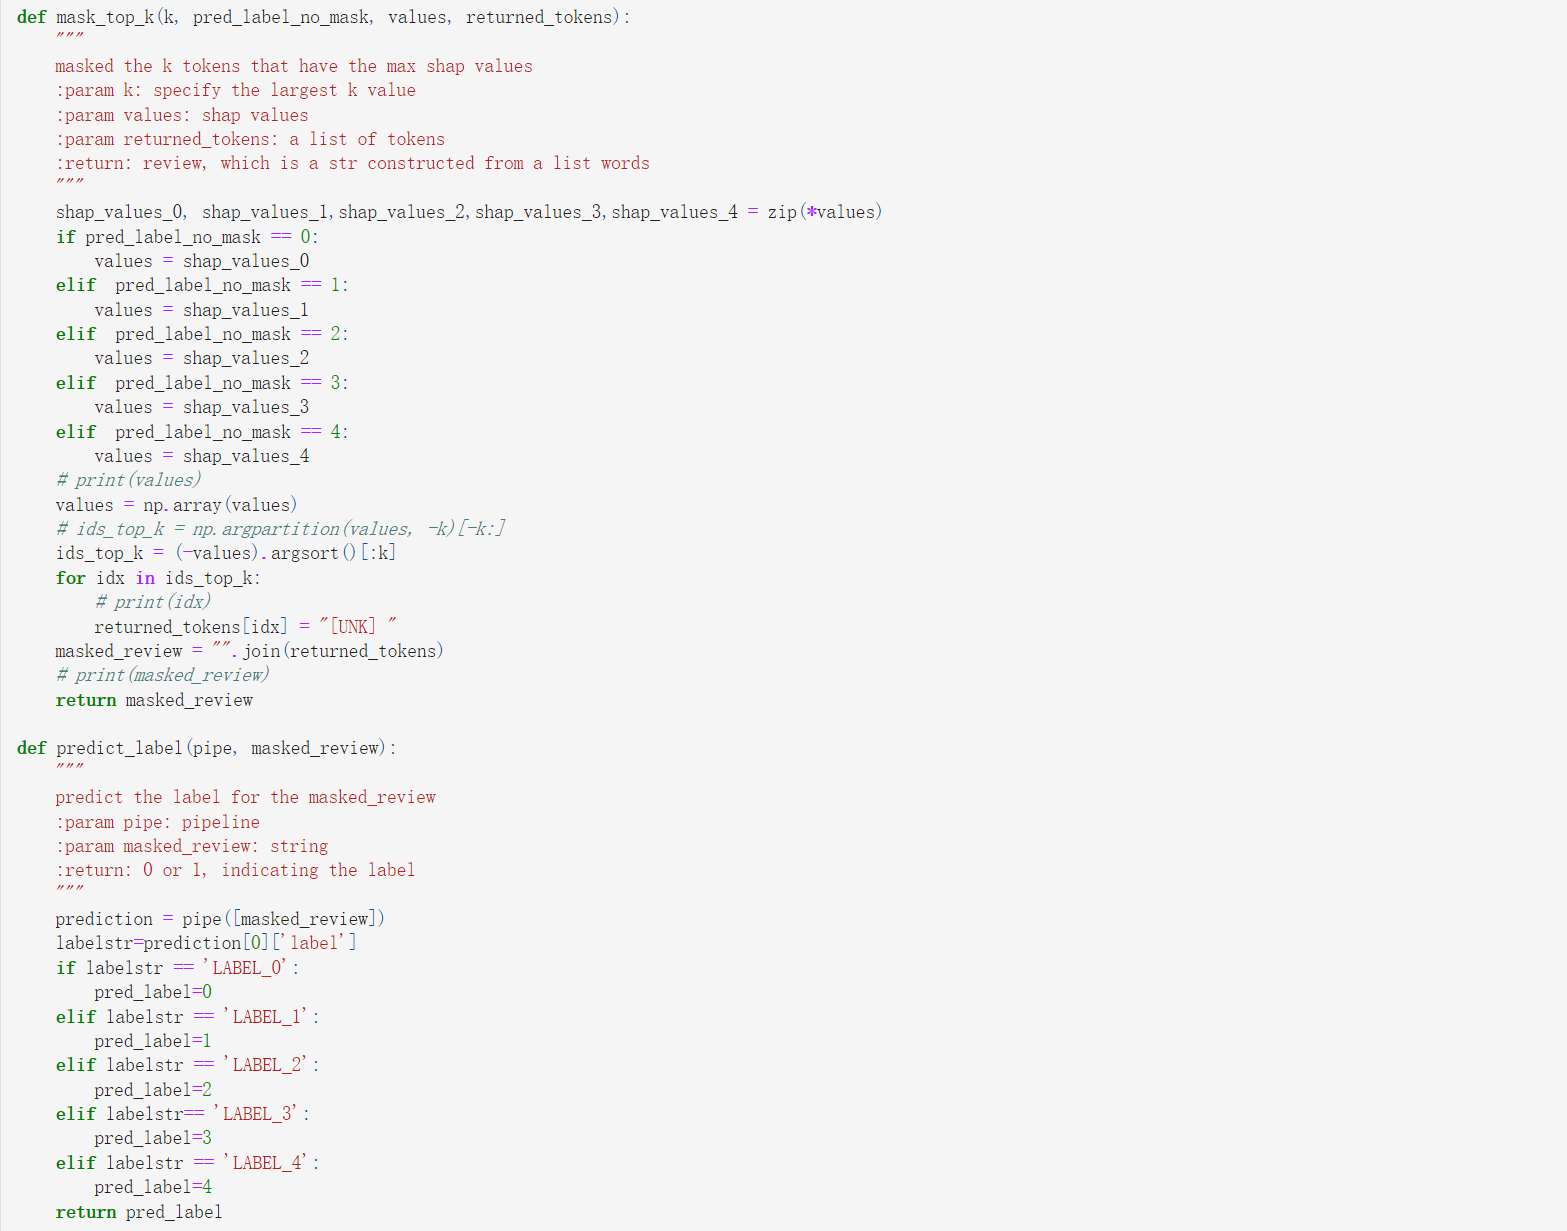 def mask_top_k(k, pred_label_no_mask, values, returned_tokens):
    """
    masked the k tokens that have the max shap values
    :param k: specify the largest k value
    :param values: shap values
    :param returned_tokens: a list of tokens
    :return: review, which is a str constructed from a list words
    """
    shap_values_0, shap_values_1,shap_values_2,shap_values_3,shap_values_4 = zip(*values)
    if pred_label_no_mask == 0:
        values = shap_values_0
    elif  pred_label_no_mask == 1:
        values = shap_values_1
    elif  pred_label_no_mask == 2:
        values = shap_values_2
    elif  pred_label_no_mask == 3:
        values = shap_values_3
    elif  pred_label_no_mask == 4:
        values = shap_values_4
    # print(values)
    values = np.array(values)
    # ids_top_k = np.argpartition(values, -k)[-k:]
    ids_top_k = (-values).argsort()[:k]
    for idx in ids_top_k:
        # print(idx)
        returned_tokens[idx] = "[UNK] "
    masked_review = "".join(returned_tokens)
    # print(masked_review)
    return masked_review

def predict_label(pipe, masked_review):
    """
    predict the label for the masked_review
    :param pipe: pipeline
    :param masked_review: string
    :return: 0 or 1, indicating the label
    """
    prediction = pipe([masked_review])
    labelstr=prediction[0]['label']
    if labelstr == 'LABEL_0':
        pred_label=0
    elif labelstr == 'LABEL_1':
        pred_label=1
    elif labelstr == 'LABEL_2':
        pred_label=2
    elif labelstr== 'LABEL_3':
        pred_label=3
    elif labelstr == 'LABEL_4':
        pred_label=4
    return pred_label